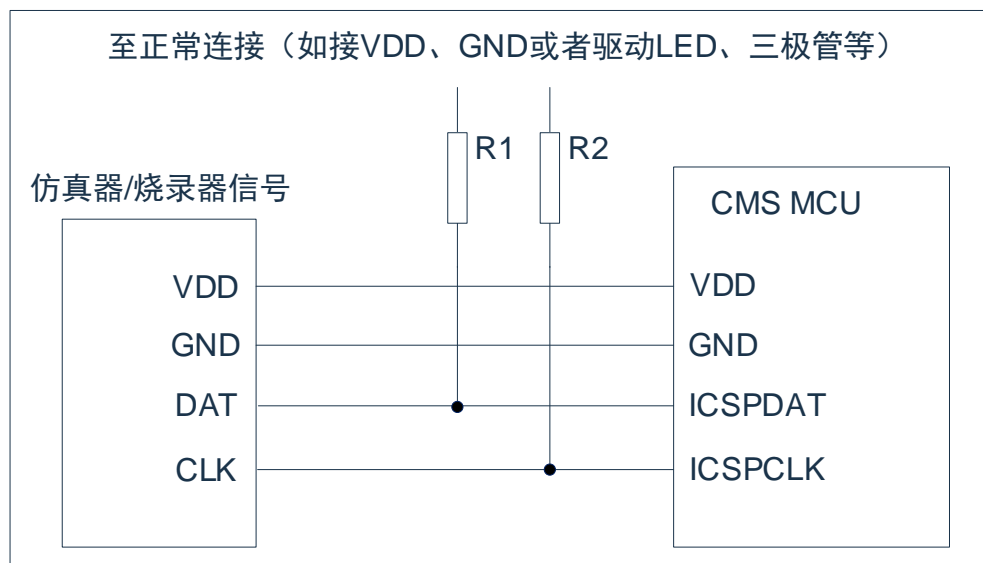 至正常连接（如接VDD、GND或者驱动LED、三极管等）
R1
R2
仿真器/烧录器信号
CMS MCU
VDD
VDD
GND
GND
DAT
ICSPDAT
CLK
ICSPCLK